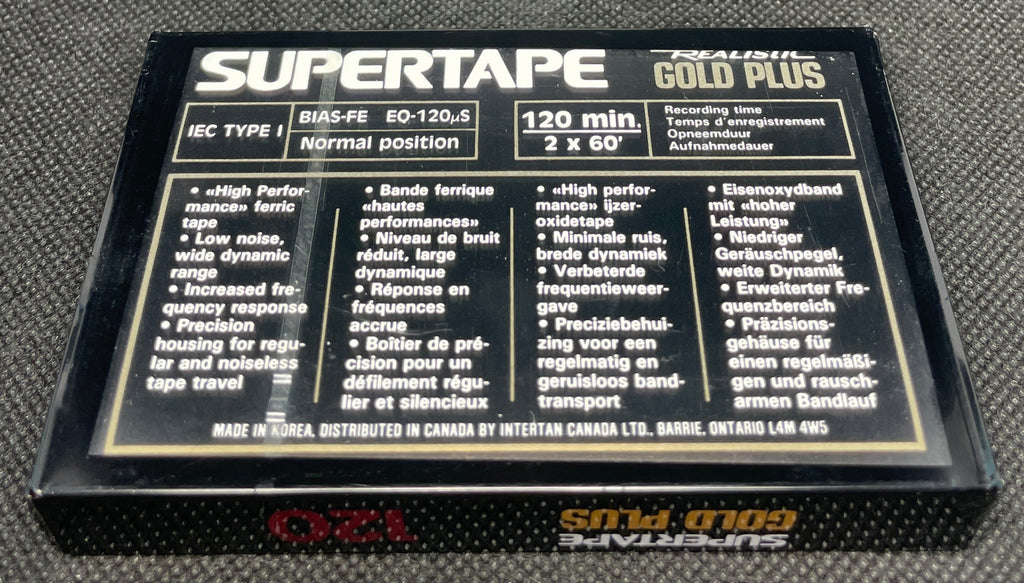 SUPERTAPE
REALISTIC
GOLD PLUS
IEC TYPE I
BIAS-FE EQ-120µS
Normal position
120 min.
2 x 60'
Recording time
Temps d'enregistrement
Opneemduur
Aufnahmedauer
• «High Perfor-
mance» ferric
tape
• Low noise,
wide dynamic
range
• Increased fre-
quency response
• Precision
housing for regu-
lar and noiseless
tape travel
• Bande ferrique
«hautes
performances»
• Niveau de bruit
réduit, large
dynamique
• Réponse en
fréquences
accrue
• Boîtier de pré-
cision pour un
défilement régu-
lier et silencieux
• «High perfor-
mance» ijzer-
oxidetape
• Minimale ruis,
brede dynamiek
• Verbeterde
frequentieweer-
gave
• Preciziebehui-
zing voor een
regelmatig en
geruisloos band-
transport
• Eisenoxydband
mit «hoher
Leistung»
• Niedriger
Geräuschpegel,
weite Dynamik
• Erweiterter Fre-
quenzbereich
• Präzisions-
gehäuse für
einen regelmäßi-
gen und rausch-
armen Bandlauf
MADE IN KOREA, DISTRIBUTED IN CANADA BY INTERTAN CANADA LTD., BARRIE, ONTARIO L4M 4W5
120
SUPERTAPE
GOLD PLUS